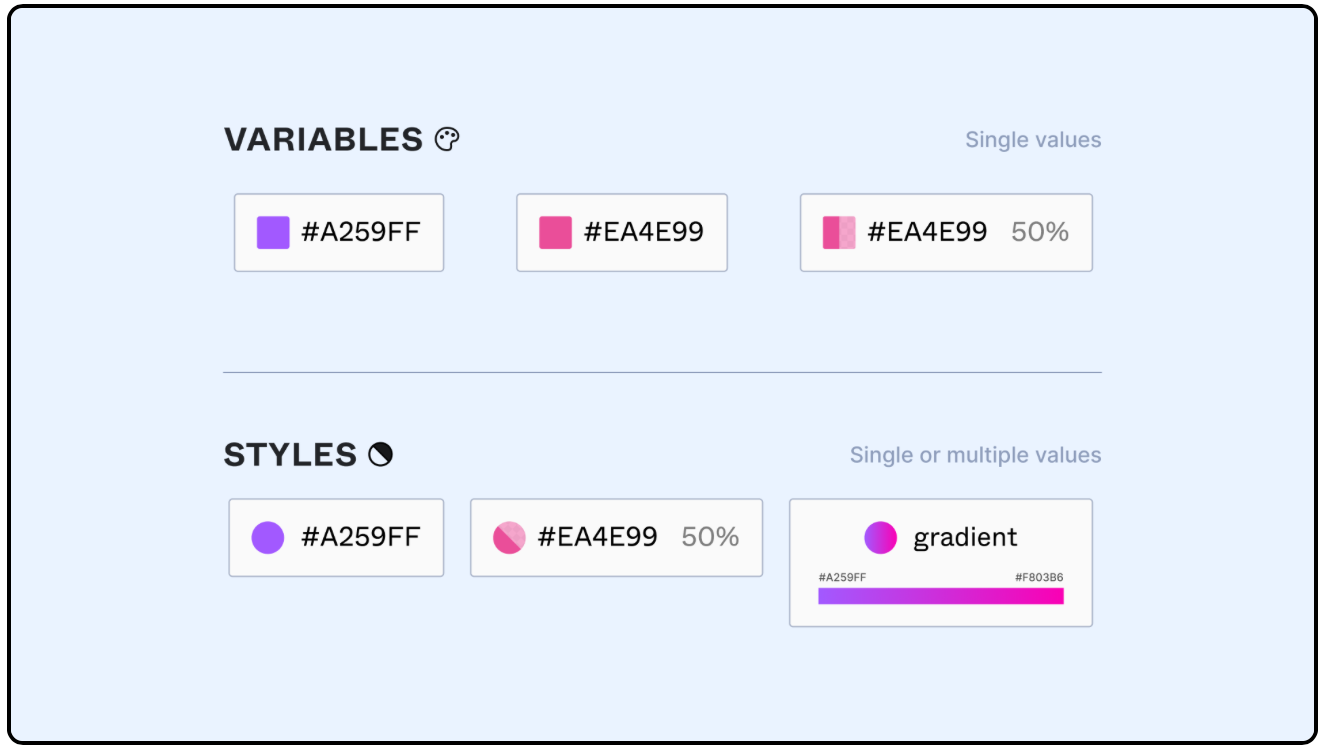 VARIABLES
Single values
#A259FF
#EA4E99
#EA4E99 50%
STYLES
Single or multiple values
#A259FF
#EA4E99 50%
gradient
#A259FF #F803B6